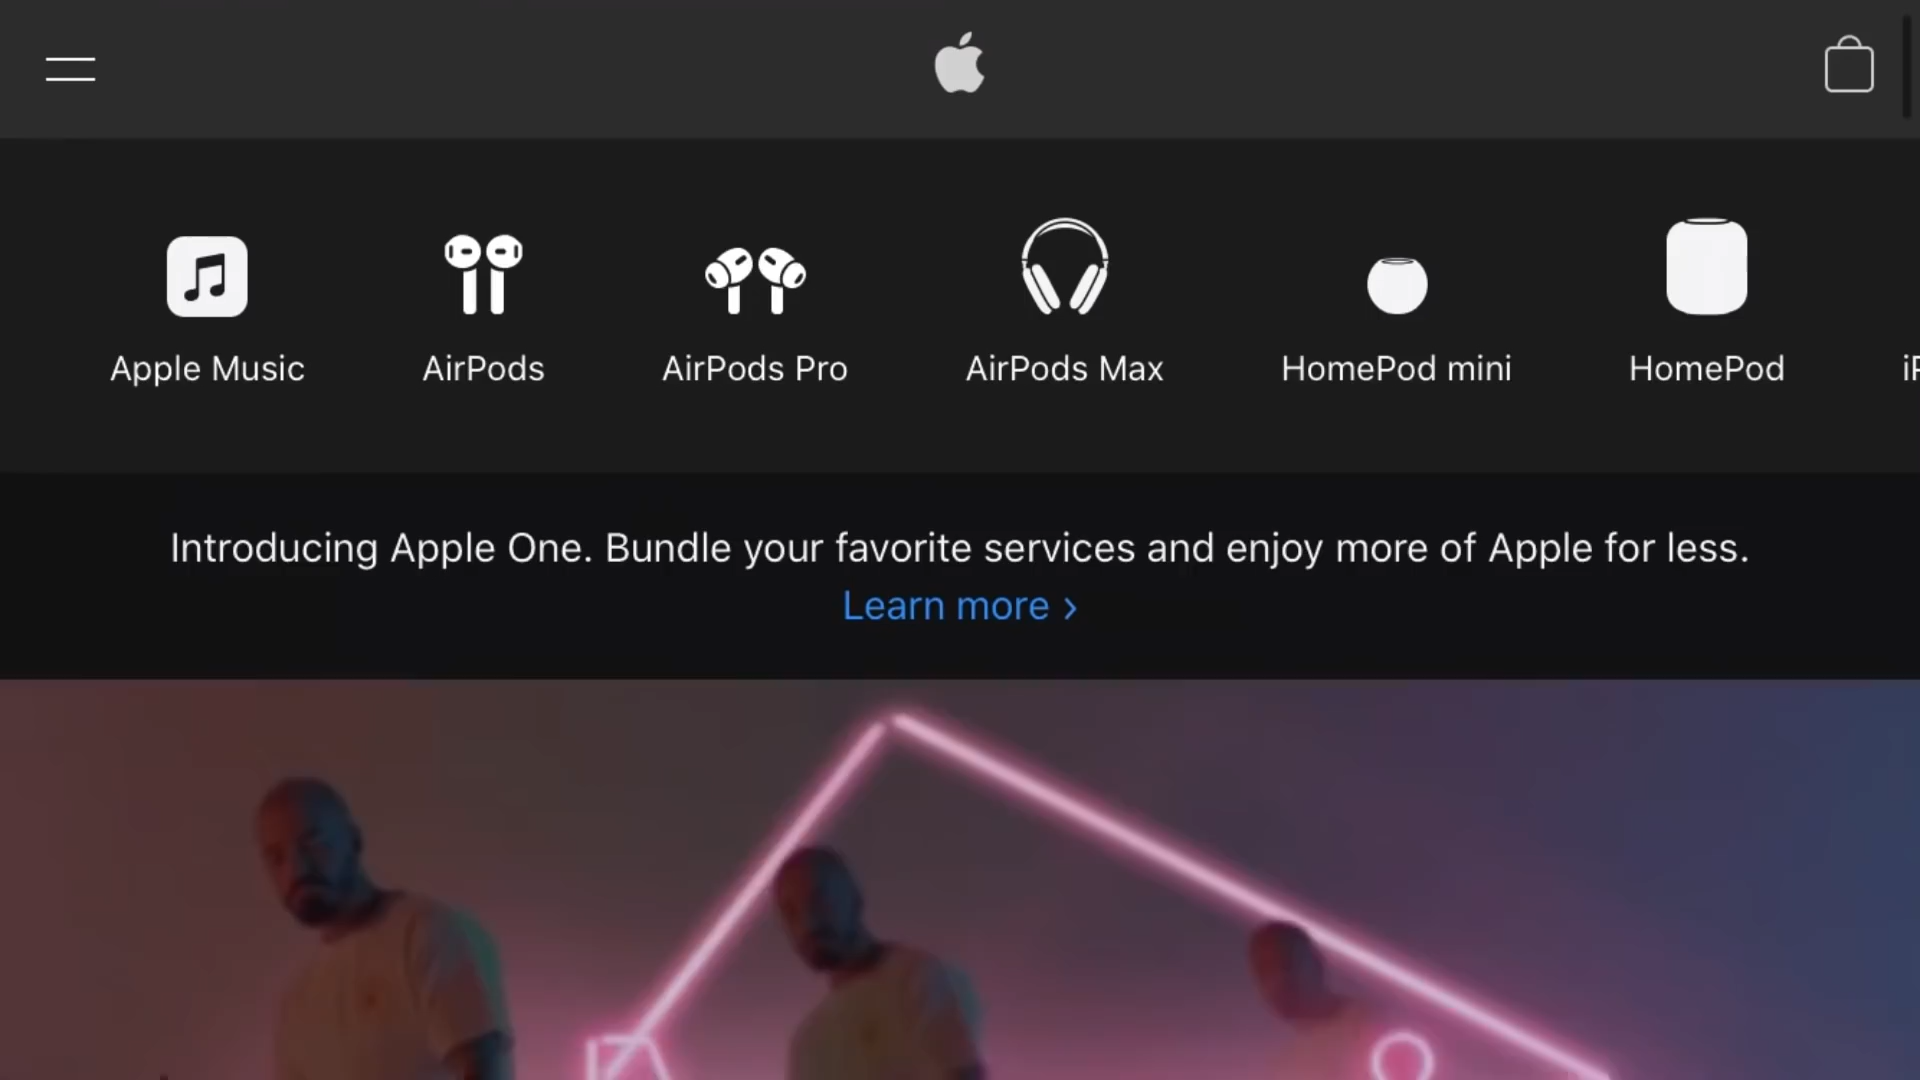 Apple Music
AirPods
AirPods Pro
AirPods Max
HomePod mini
HomePod
Introducing Apple One. Bundle your favorite services and enjoy more of Apple for less.
Learn more ›